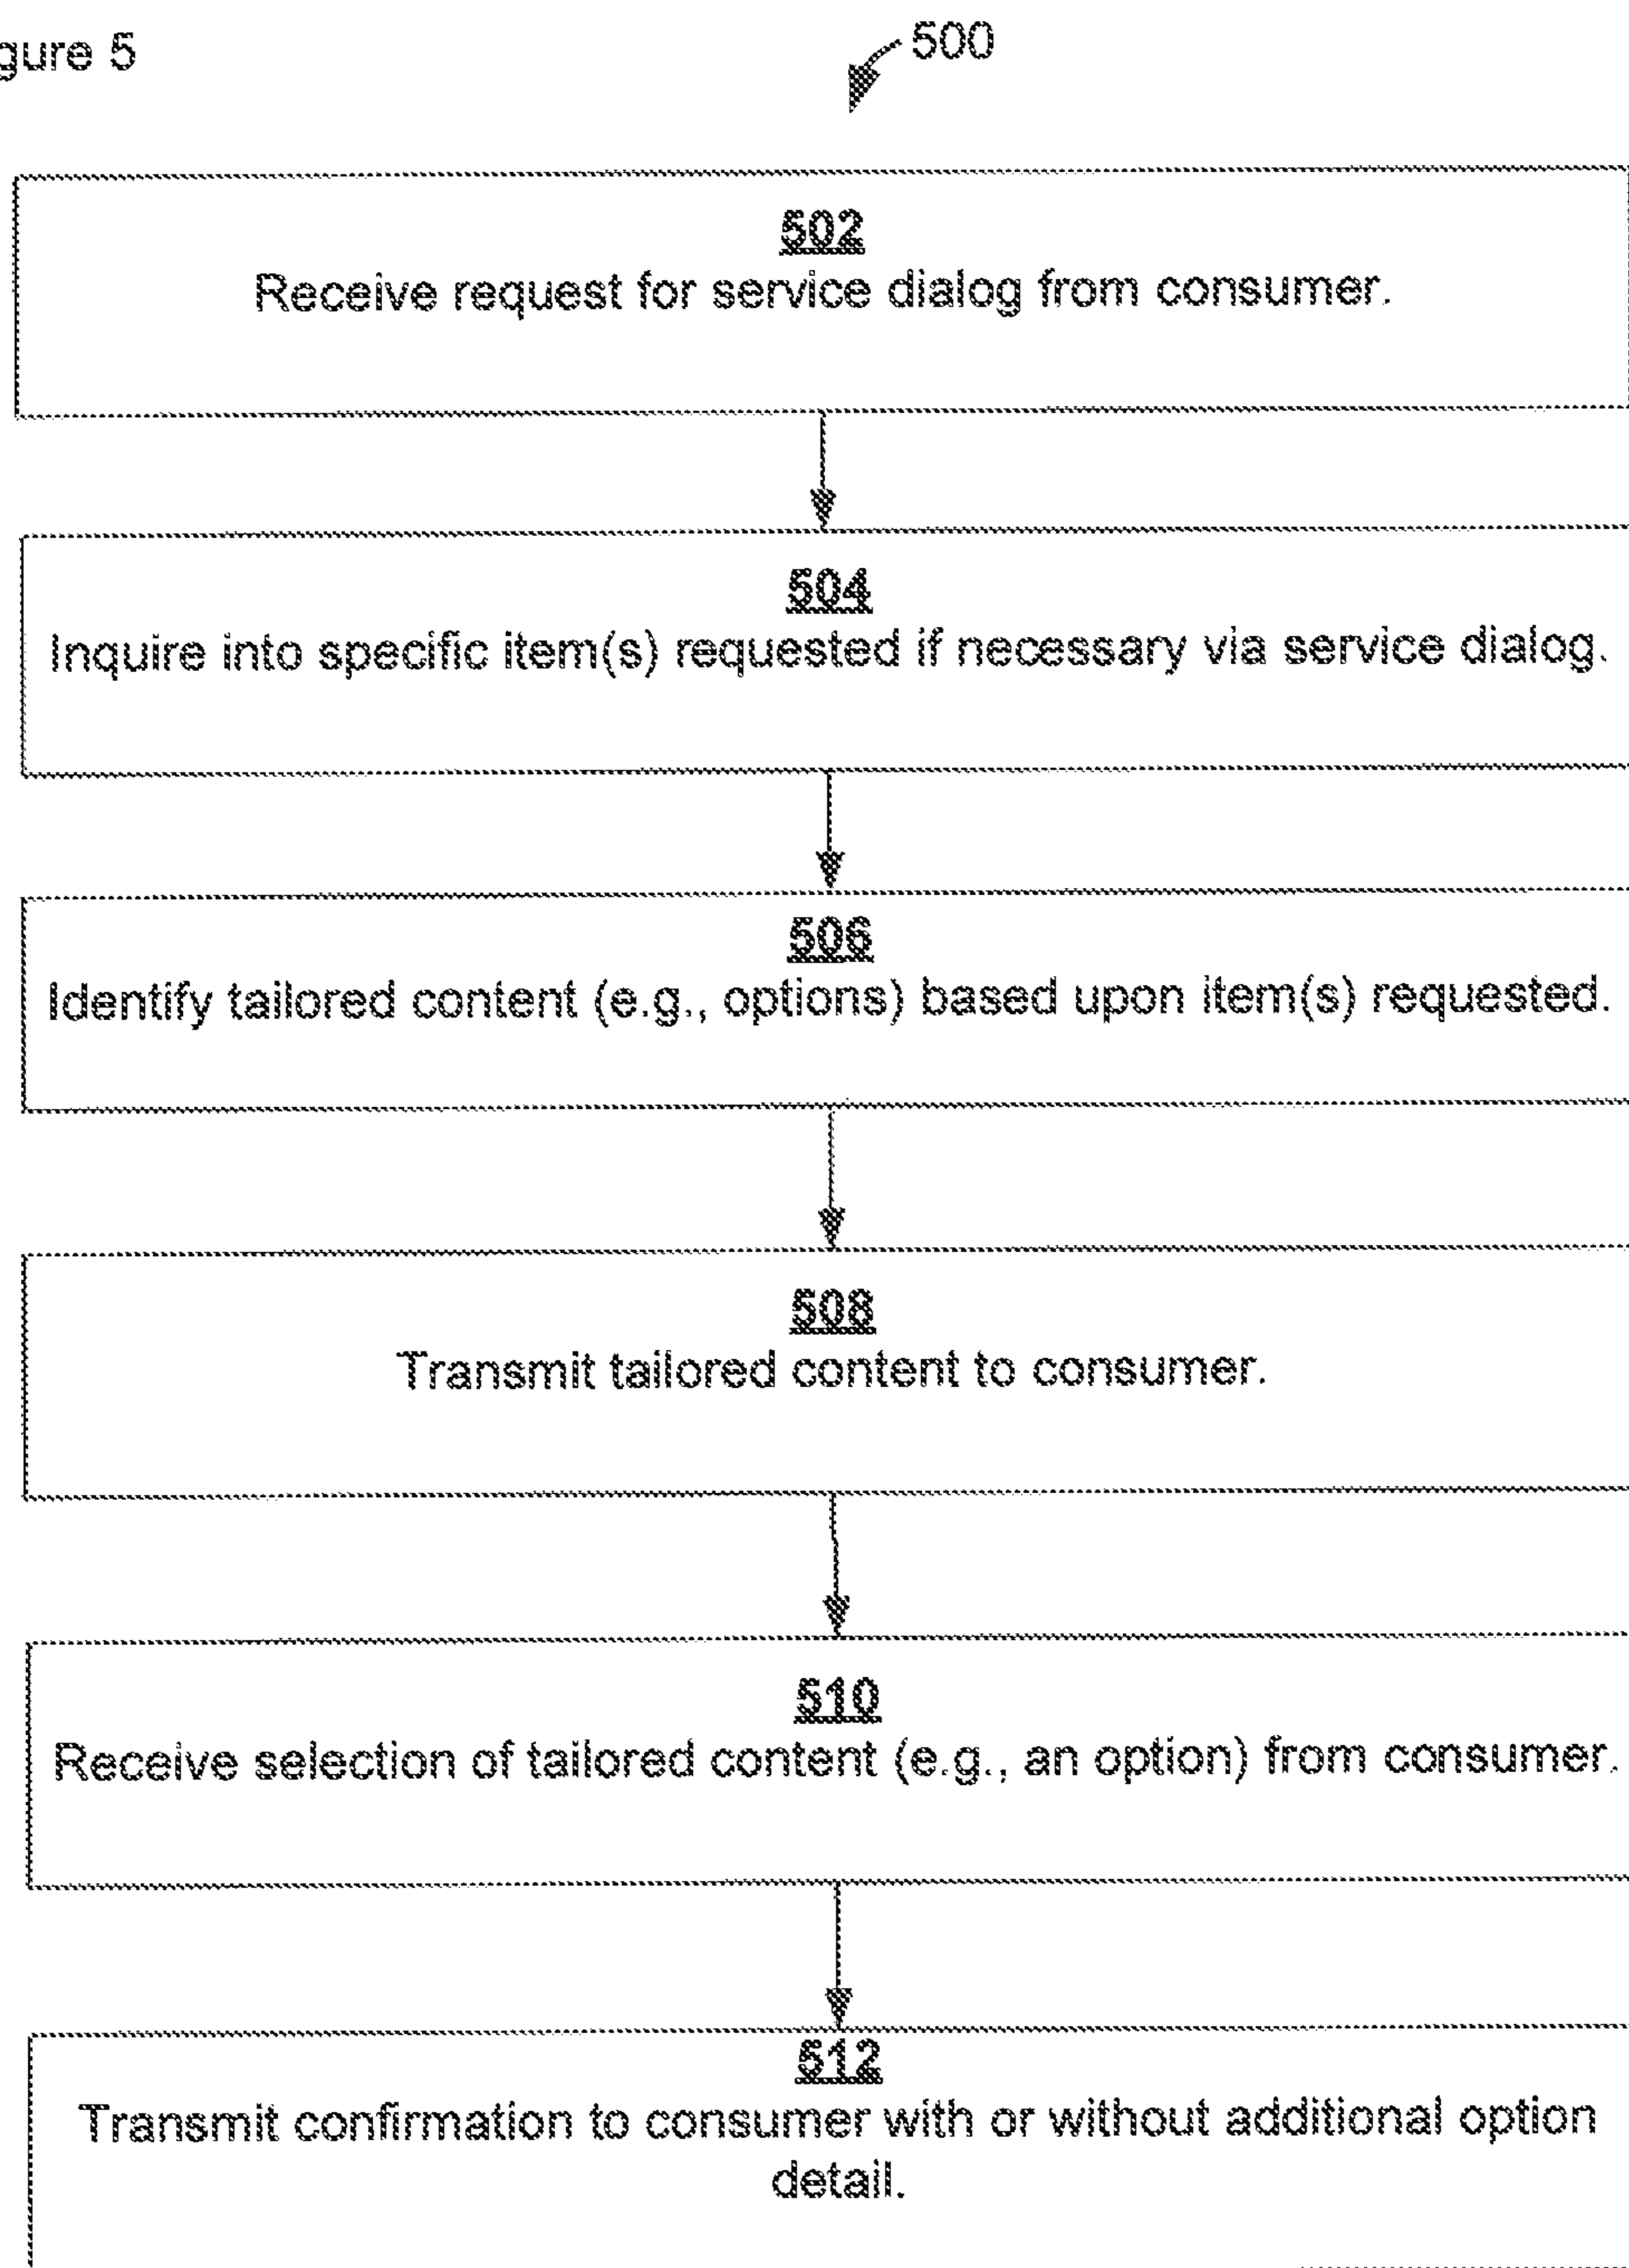 gure 5
500
502
Receive request for service dialog from consumer.
504
Inquire into specific item(s) requested if necessary via service dialog.
506
Identify tailored content (e.g., options) based upon item(s) requested.
508
Transmit tailored content to consumer.
510
Receive selection of tailored content (e.g., an option) from consumer.
512
Transmit confirmation to consumer with or without additional option
detail.